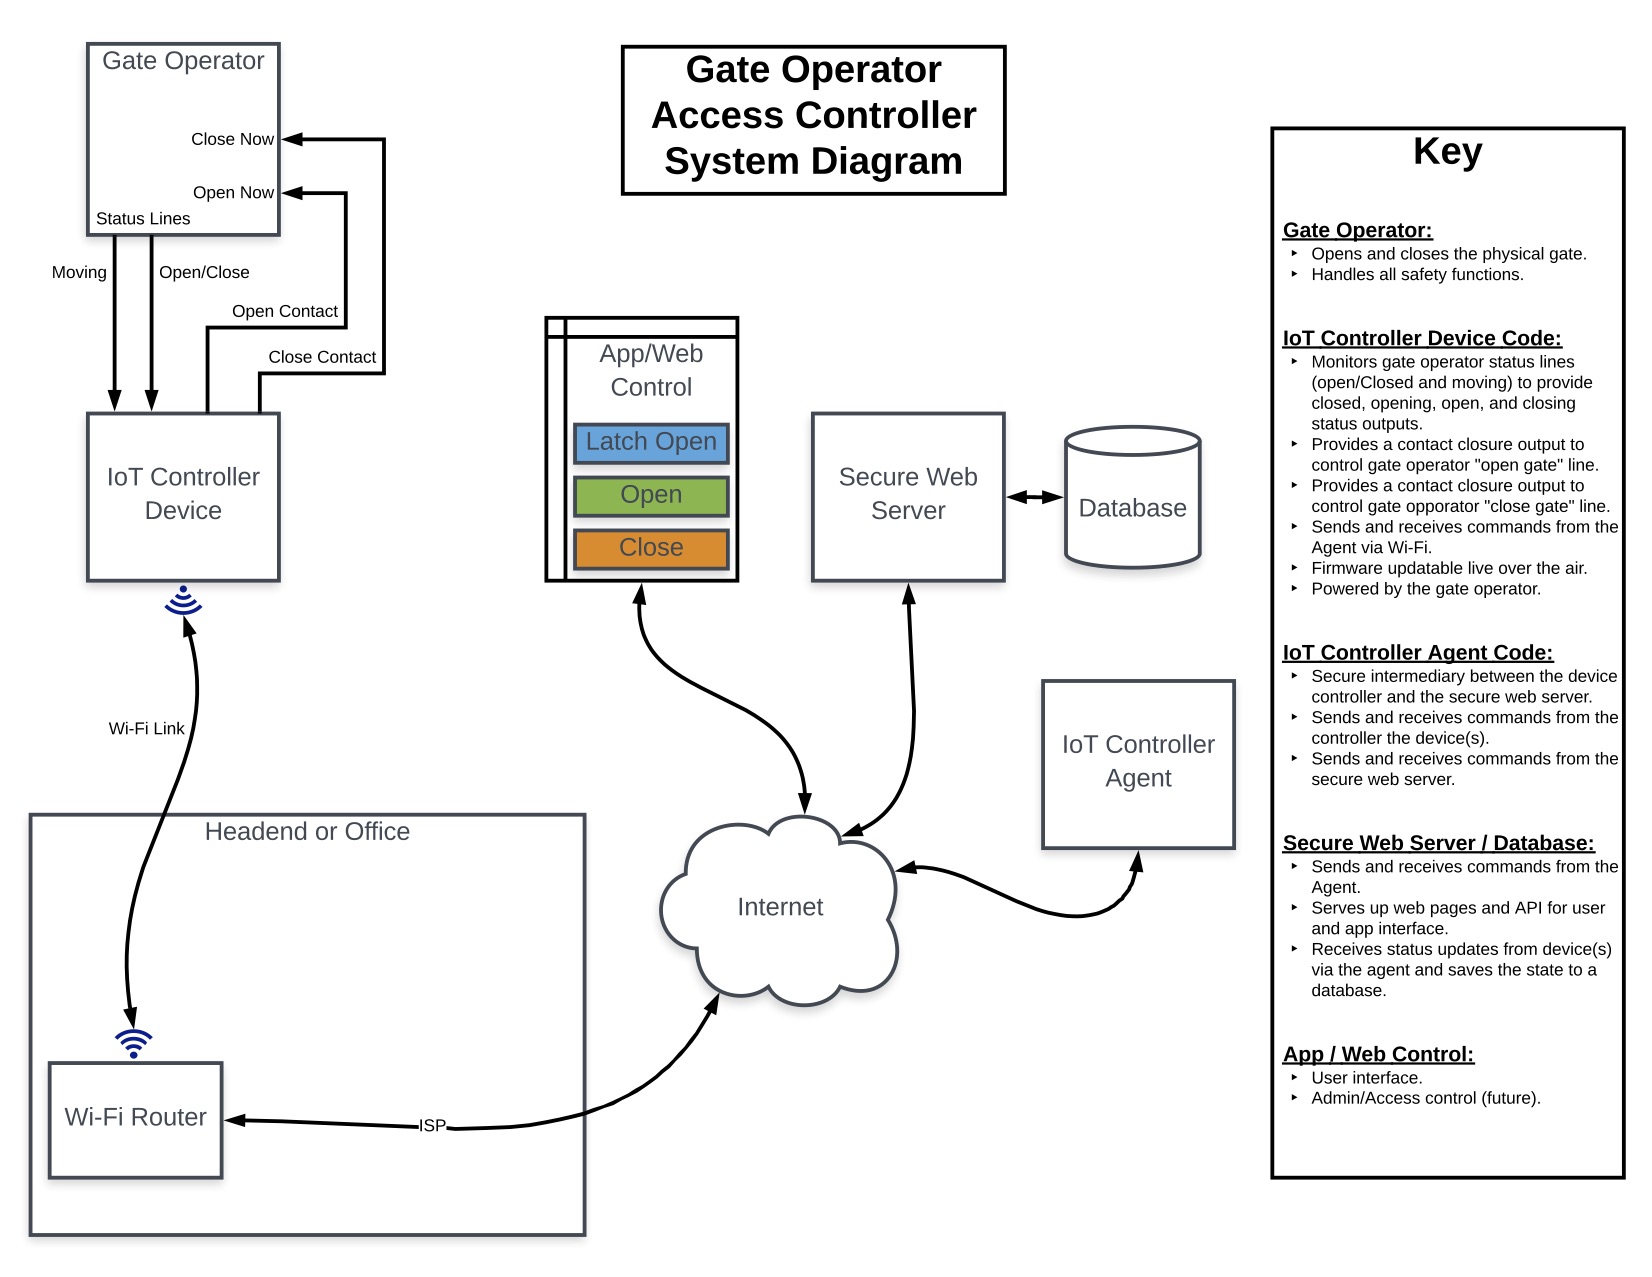 Gate Operator
Close Now
Open Now
Status Lines
Moving
Open/Close
Open Contact
Close Contact
IoT Controller
Device
Wi-Fi Link
Headend or Office
Wi-Fi Router
ISP
Gate Operator
Access Controller
System Diagram
App/Web
Control
Latch Open
Open
Close
Secure Web
Server
Database
IoT Controller
Agent
Internet
Key
Gate Operator:
‣ Opens and closes the physical gate.
‣ Handles all safety functions.
IoT Controller Device Code:
‣ Monitors gate operator status lines
(open/Closed and moving) to provide
closed, opening, open, and closing
status outputs.
‣ Provides a contact closure output to
control gate operator "open gate" line.
‣ Provides a contact closure output to
control gate opporator "close gate" line.
‣ Sends and receives commands from the
Agent via Wi-Fi.
‣ Firmware updatable live over the air.
‣ Powered by the gate operator.
IoT Controller Agent Code:
‣ Secure intermediary between the device
controller and the secure web server.
‣ Sends and receives commands from the
controller the device(s).
‣ Sends and receives commands from the
secure web server.
Secure Web Server / Database:
‣ Sends and receives commands from the
Agent.
‣ Serves up web pages and API for user
and app interface.
‣ Receives status updates from device(s)
via the agent and saves the state to a
database.
App / Web Control:
‣ User interface.
‣ Admin/Access control (future).